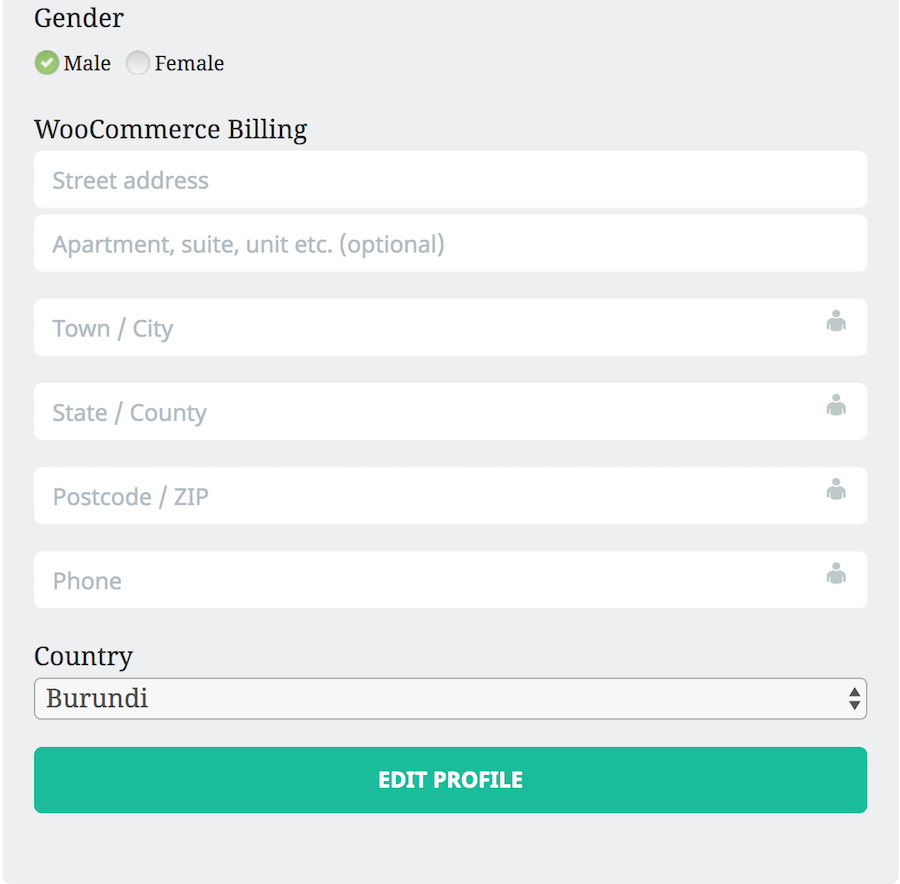 Gender
Male Female
WooCommerce Billing
Street address
Apartment, suite, unit etc. (optional)
Town / City
State / County
Postcode / ZIP
Phone
Country
Burundi
EDIT PROFILE